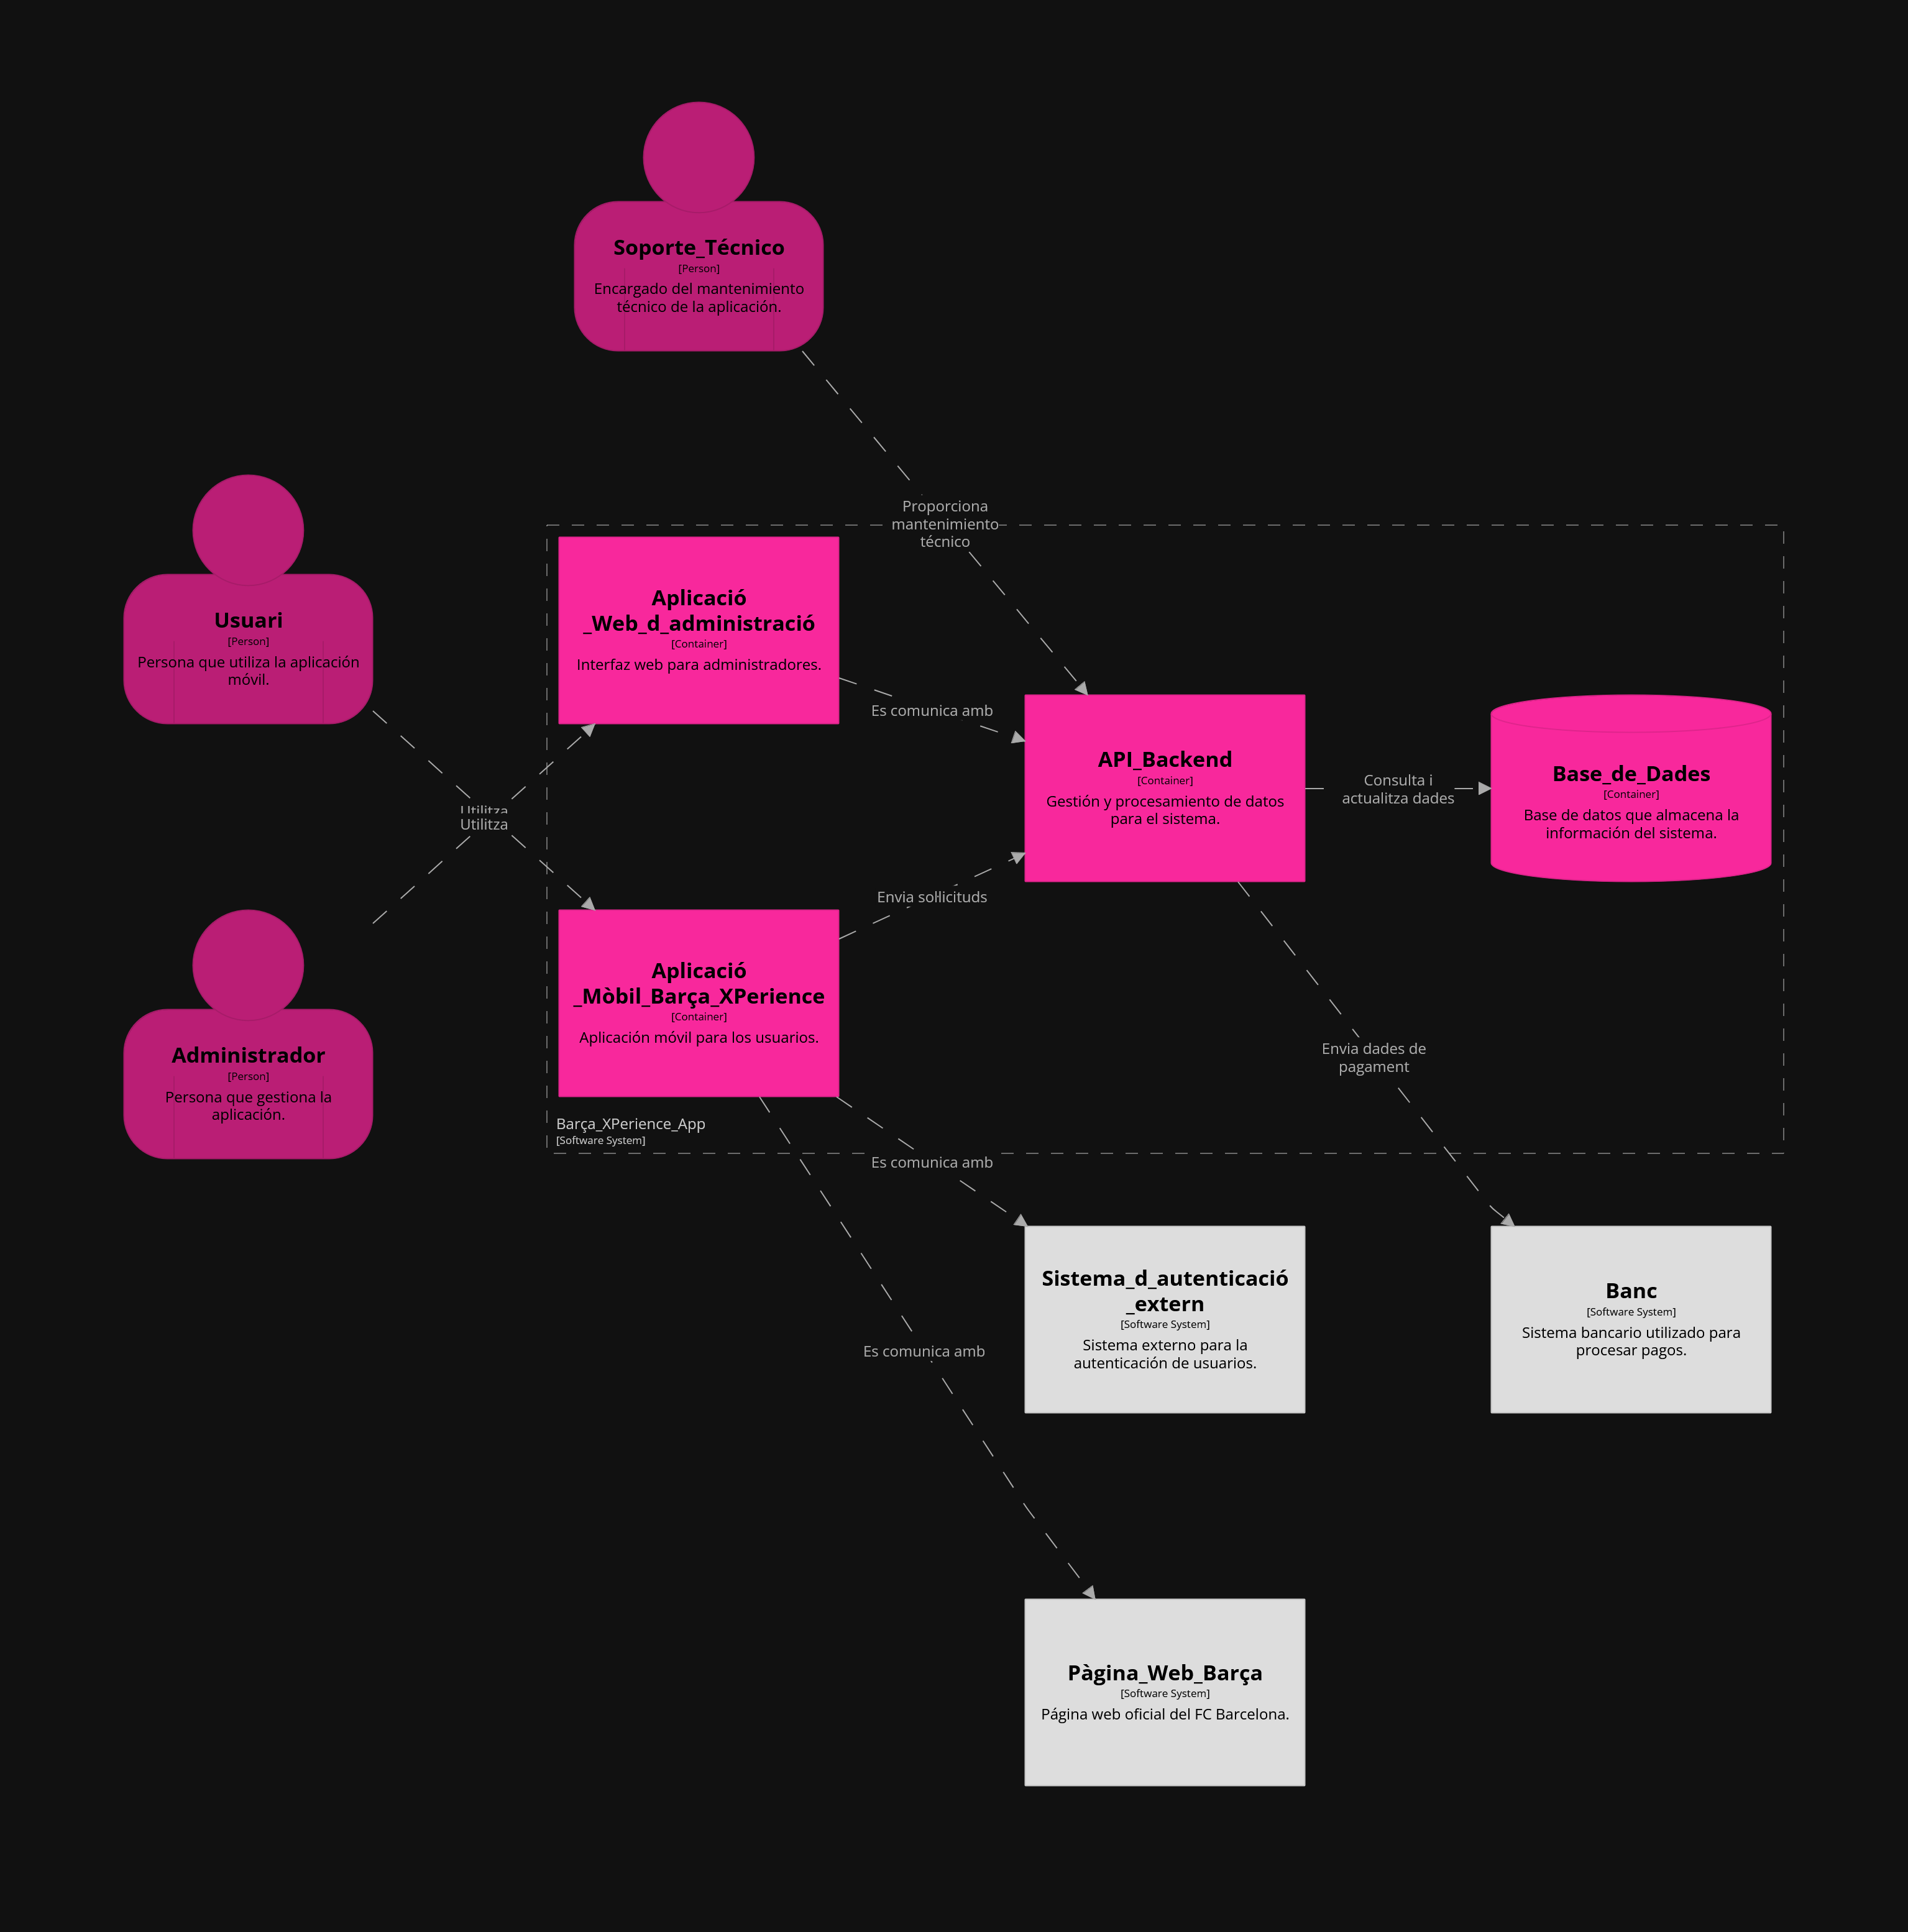 Soporte_Técnico
[Person]
Encargado del mantenimiento
técnico de la aplicación.
Proporciona
mantenimiento
técnico
Usuari
[Person]
Persona que utiliza la aplicación
móvil.
Aplicació
_Web_d_administració
[Container]
Interfaz web para administradores.
Es comunica amb
API_Backend
[Container]
Gestión y procesamiento de datos
para el sistema.
Consulta i
actualitza dades
Base_de_Dades
[Container]
Base de datos que almacena la
información del sistema.
Utilitza
Utilitza
Envia sol·licituds
Administrador
[Person]
Persona que gestiona la
aplicación.
Aplicació
_Mòbil_Barça_XPerience
[Container]
Aplicación móvil para los usuarios.
Envia dades de
pagament
Barça_XPerience_App
[Software System]
Es comunica amb
Sistema_d_autenticació
_extern
[Software System]
Sistema externo para la
autenticación de usuarios.
Banc
[Software System]
Sistema bancario utilizado para
procesar pagos.
Es comunica amb
Pàgina_Web_Barça
[Software System]
Página web oficial del FC Barcelona.